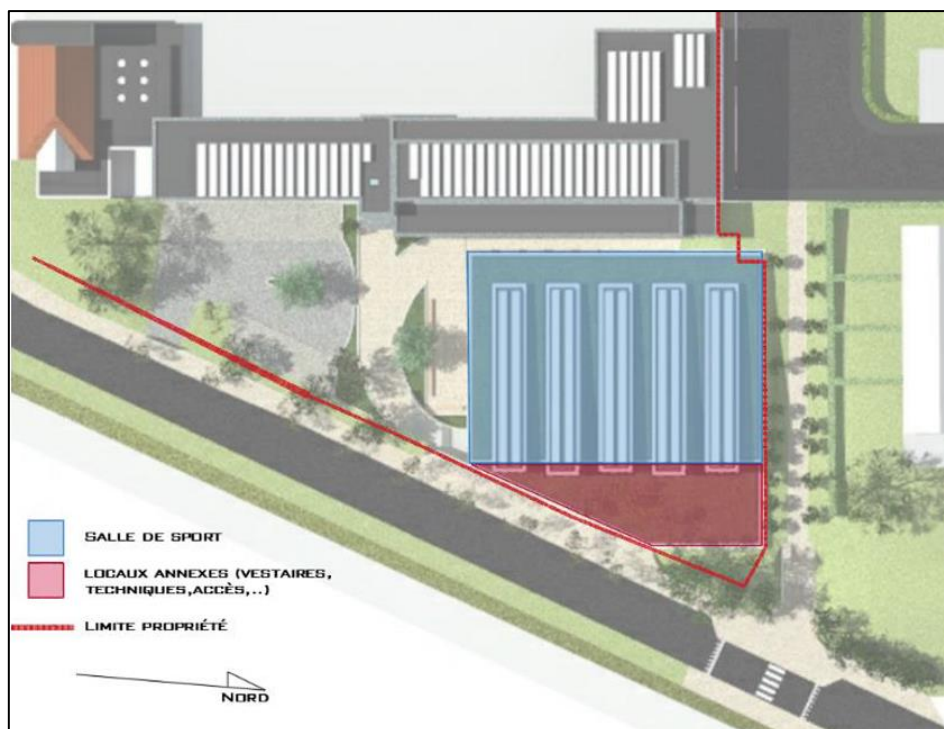 SALLE DE SPORT
LOCAUX ANNEXES (VESTAIRES,
TECHNIQUES,ACCÈS,..)
LIMITE PROPRIÉTÉ
NORD